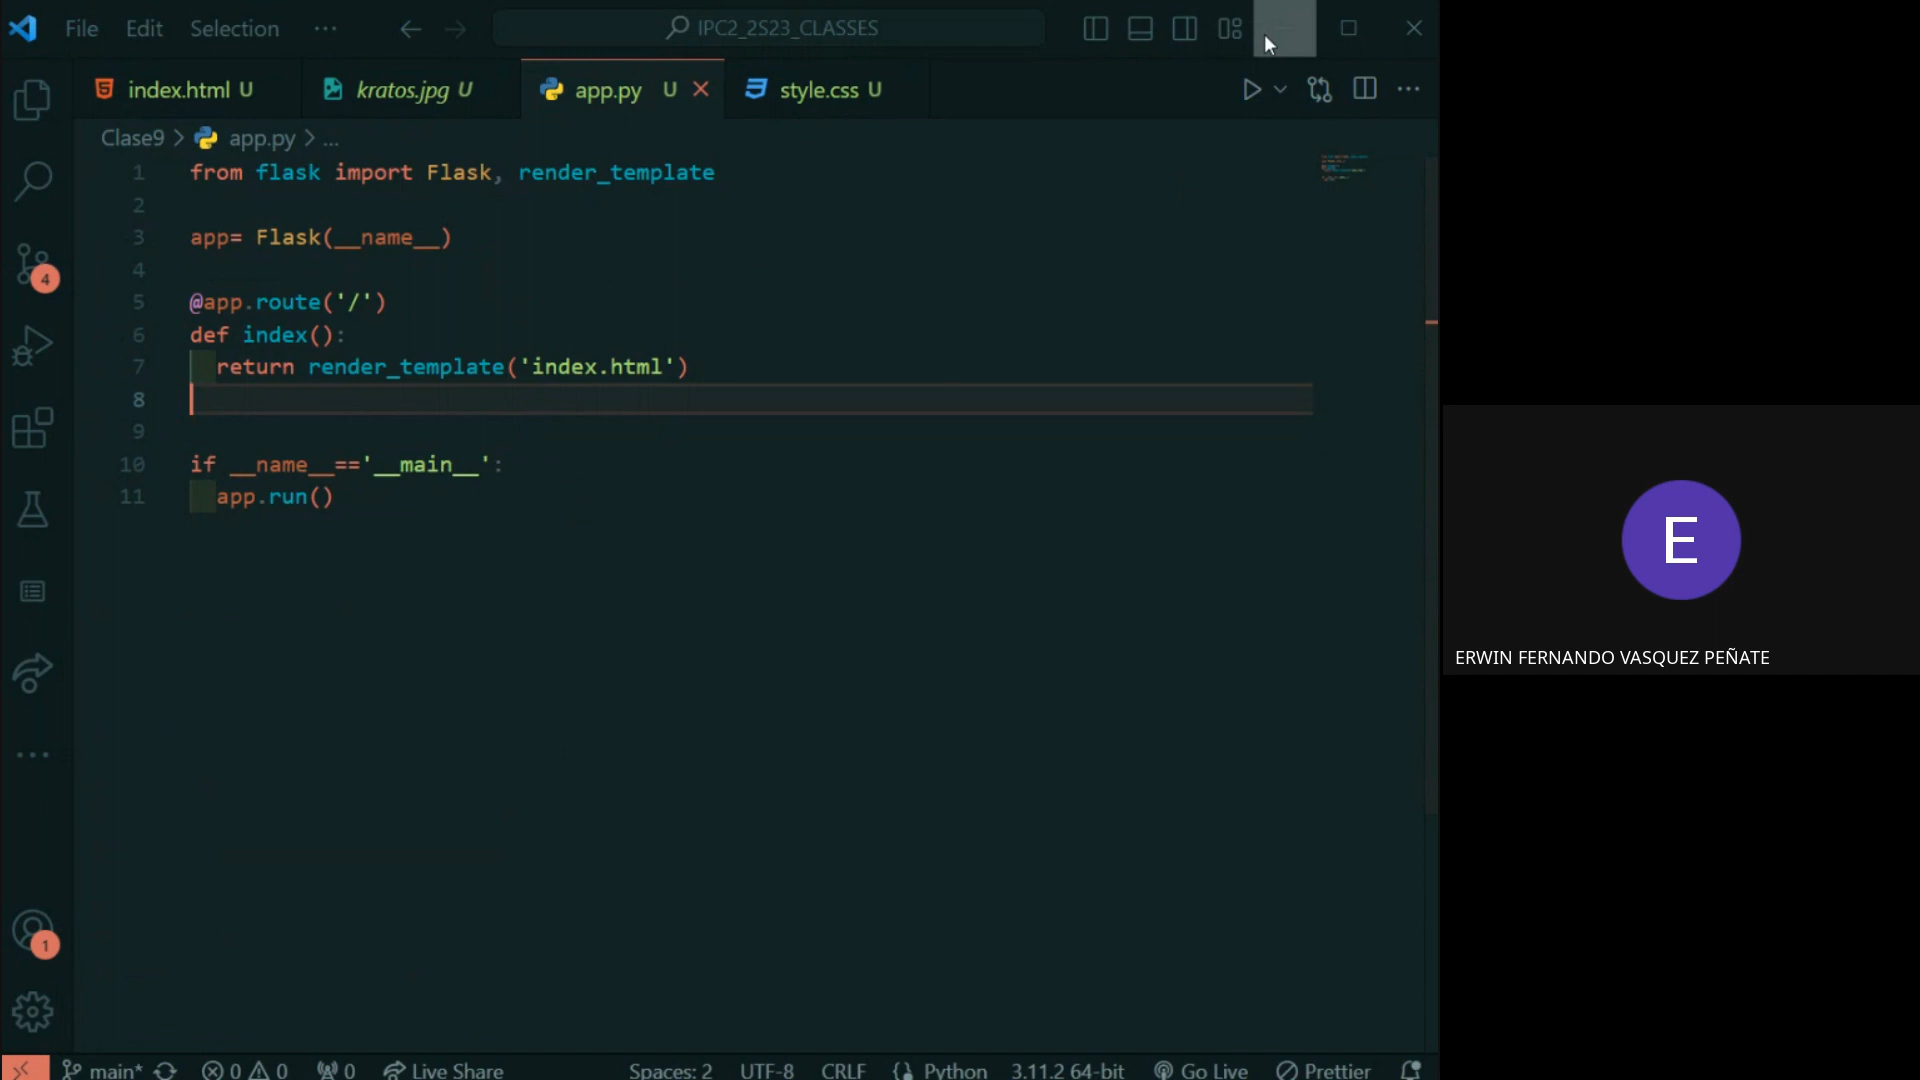 File Edit Selection ··· IPC2_2S23_CLASSES
index.html U kratos.jpg U app.py U style.css U
Clase9 > app.py > ...
1 from flask import Flask, render_template
2
3 app= Flask(__name__)
4
5 @app.route('/')
6 def index():
7 return render_template('index.html')
8
9
10 if __name__=='__main__':
11 app.run()
4
1
E
ERWIN FERNANDO VASQUEZ PEÑATE
main* 0 0 0 Live Share Spaces: 2 UTF-8 CRLF Python 3.11.2 64-bit Go Live Prettier